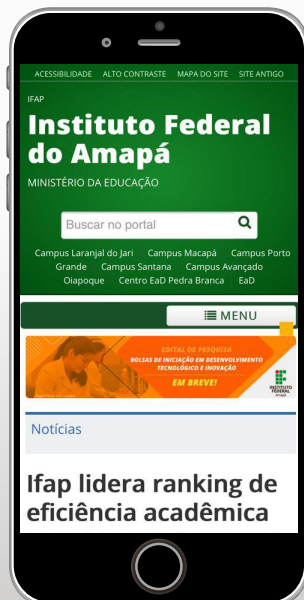 ACESSIBILIDADE ALTO CONTRASTE MAPA DO SITE SITE ANTIGO
IFAP
Instituto Federal
do Amapá
MINISTÉRIO DA EDUCAÇÃO
Buscar no portal
Campus Laranjal do Jari Campus Macapá Campus Porto
Grande Campus Santana Campus Avançado
Oiapoque Centro EaD Pedra Branca EaD
MENU
EDITAL DE PESQUISA
BOLSAS DE INICIAÇÃO EM DESENVOLVIMENTO
TECNOLÓGICO E INOVAÇÃO
EM BREVE!
INSTITUTO
FEDERAL
Amapá
Notícias
Ifap lidera ranking de
eficiência acadêmica